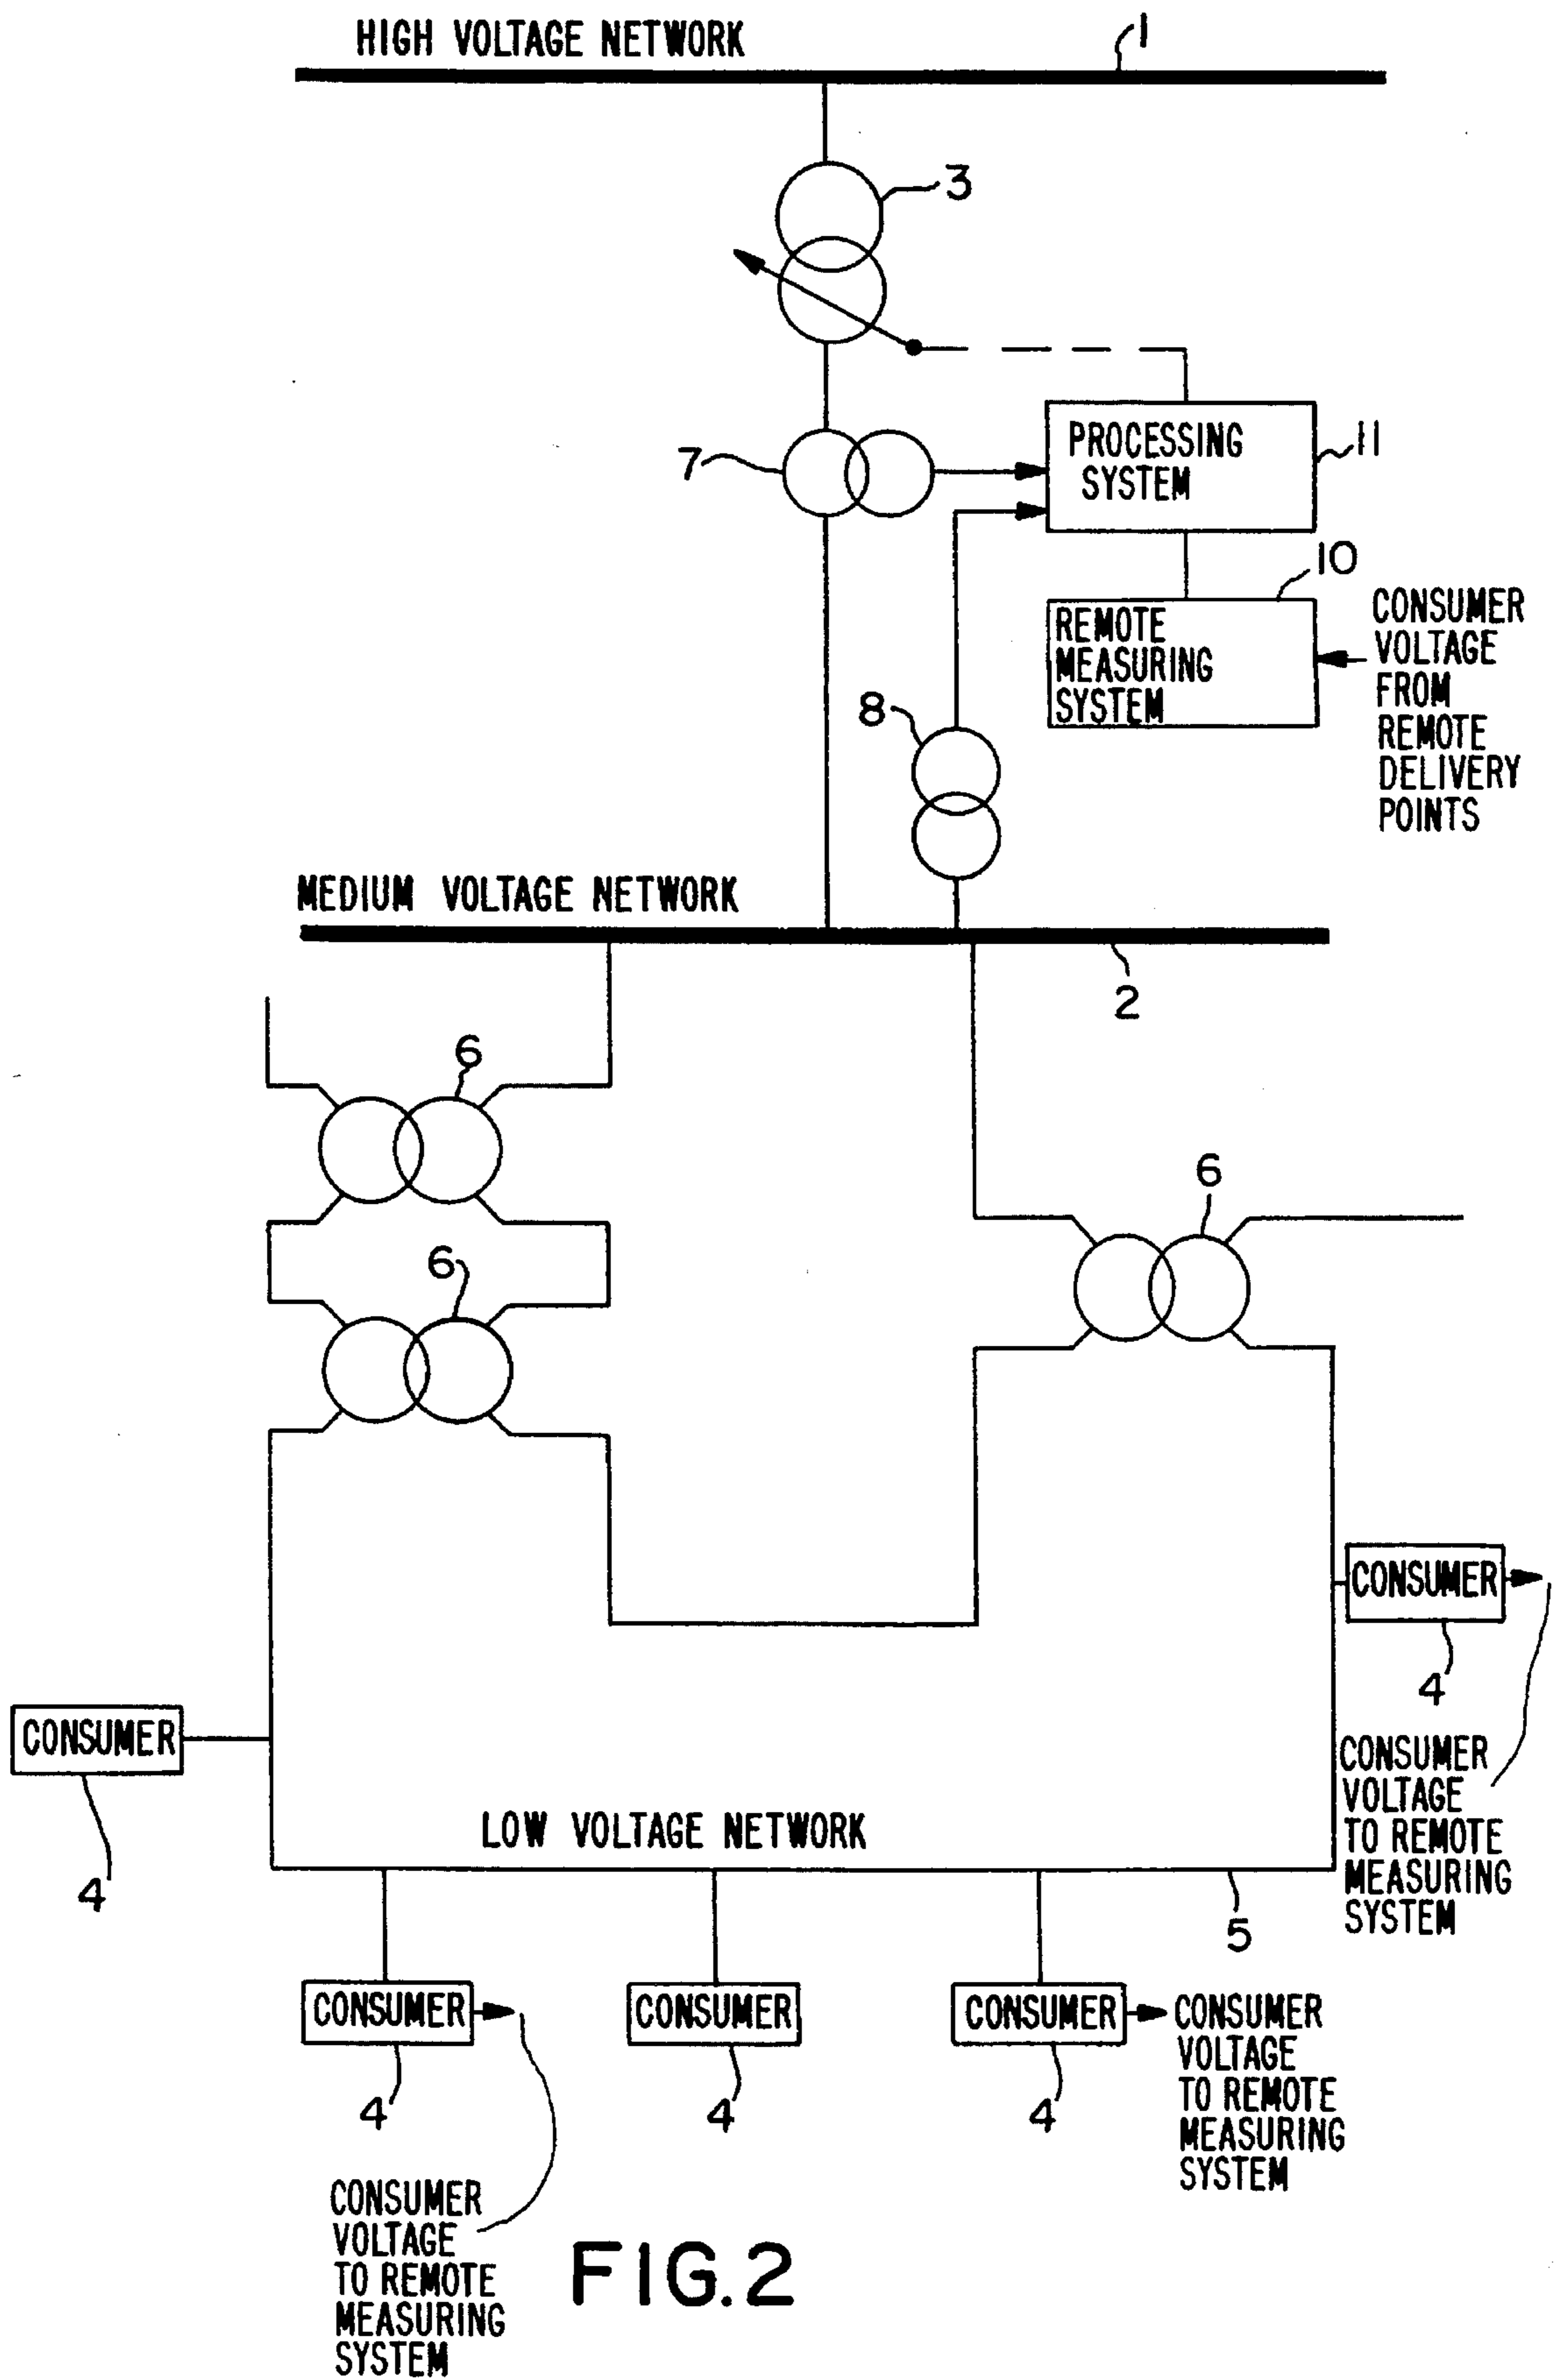 HIGH VOLTAGE NETWORK
1
3
PROCESSING
SYSTEM
11
7
10
REMOTE
MEASURING
SYSTEM
CONSUMER
VOLTAGE
FROM
REMOTE
DELIVERY
POINTS
8
MEDIUM VOLTAGE NETWORK
2
6
6
6
CONSUMER
4
CONSUMER
4
CONSUMER
VOLTAGE
TO REMOTE
MEASURING
SYSTEM
LOW VOLTAGE NETWORK
5
CONSUMER
4
CONSUMER
4
CONSUMER
4
CONSUMER
VOLTAGE
TO REMOTE
MEASURING
SYSTEM
CONSUMER
VOLTAGE
TO REMOTE
MEASURING
SYSTEM
FIG.2